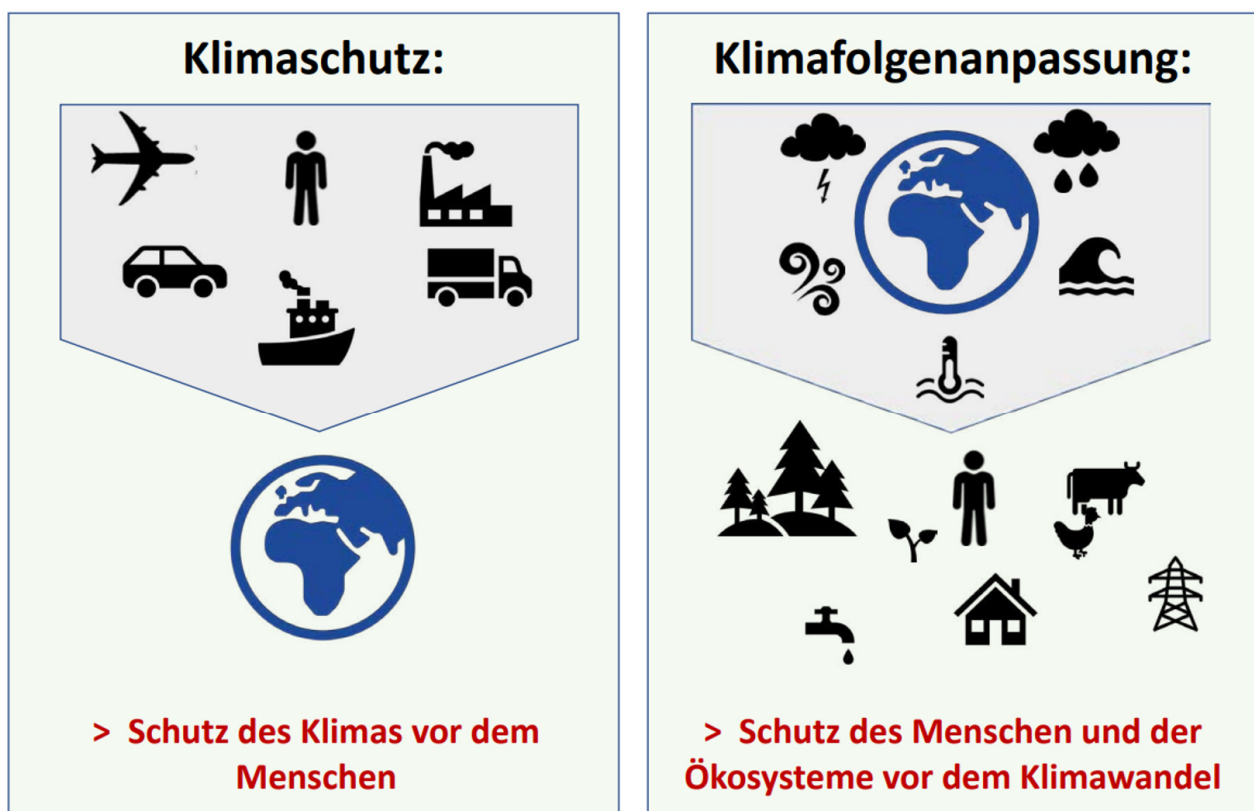 Klimaschutz:
> Schutz des Klimas vor dem
Menschen
Klimafolgenanpassung:
> Schutz des Menschen und der
Ökosysteme vor dem Klimawandel